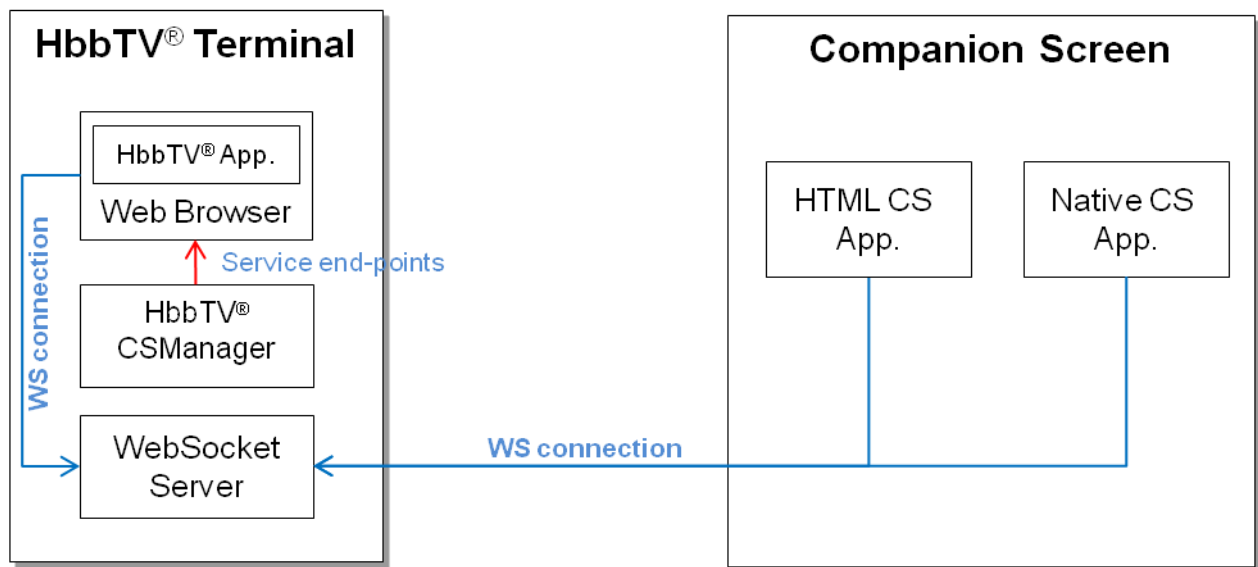 HbbTV® Terminal
HbbTV® App.
Web Browser
WS connection
Service end-points
HbbTV®
CSManager
WebSocket
Server
WS connection
Companion Screen
HTML CS
App.
Native CS
App.